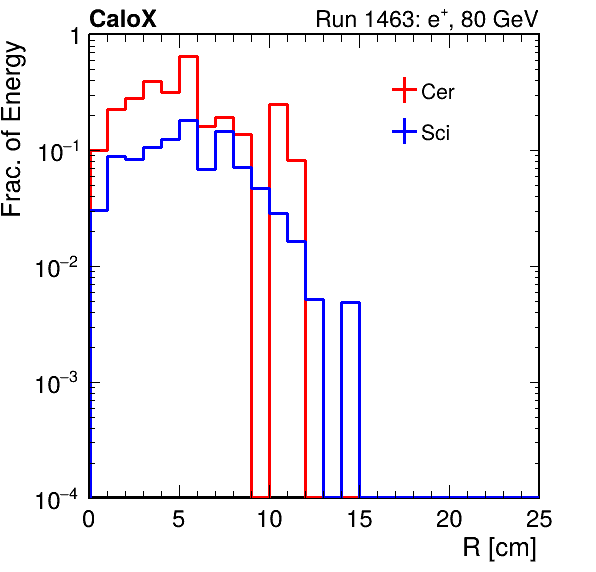 CaloX Run 1463: e⁺, 80 GeV
Frac. of Energy
1
10⁻¹
10⁻²
10⁻³
10⁻⁴
Cer
Sci
0 5 10 15 20 25
R [cm]